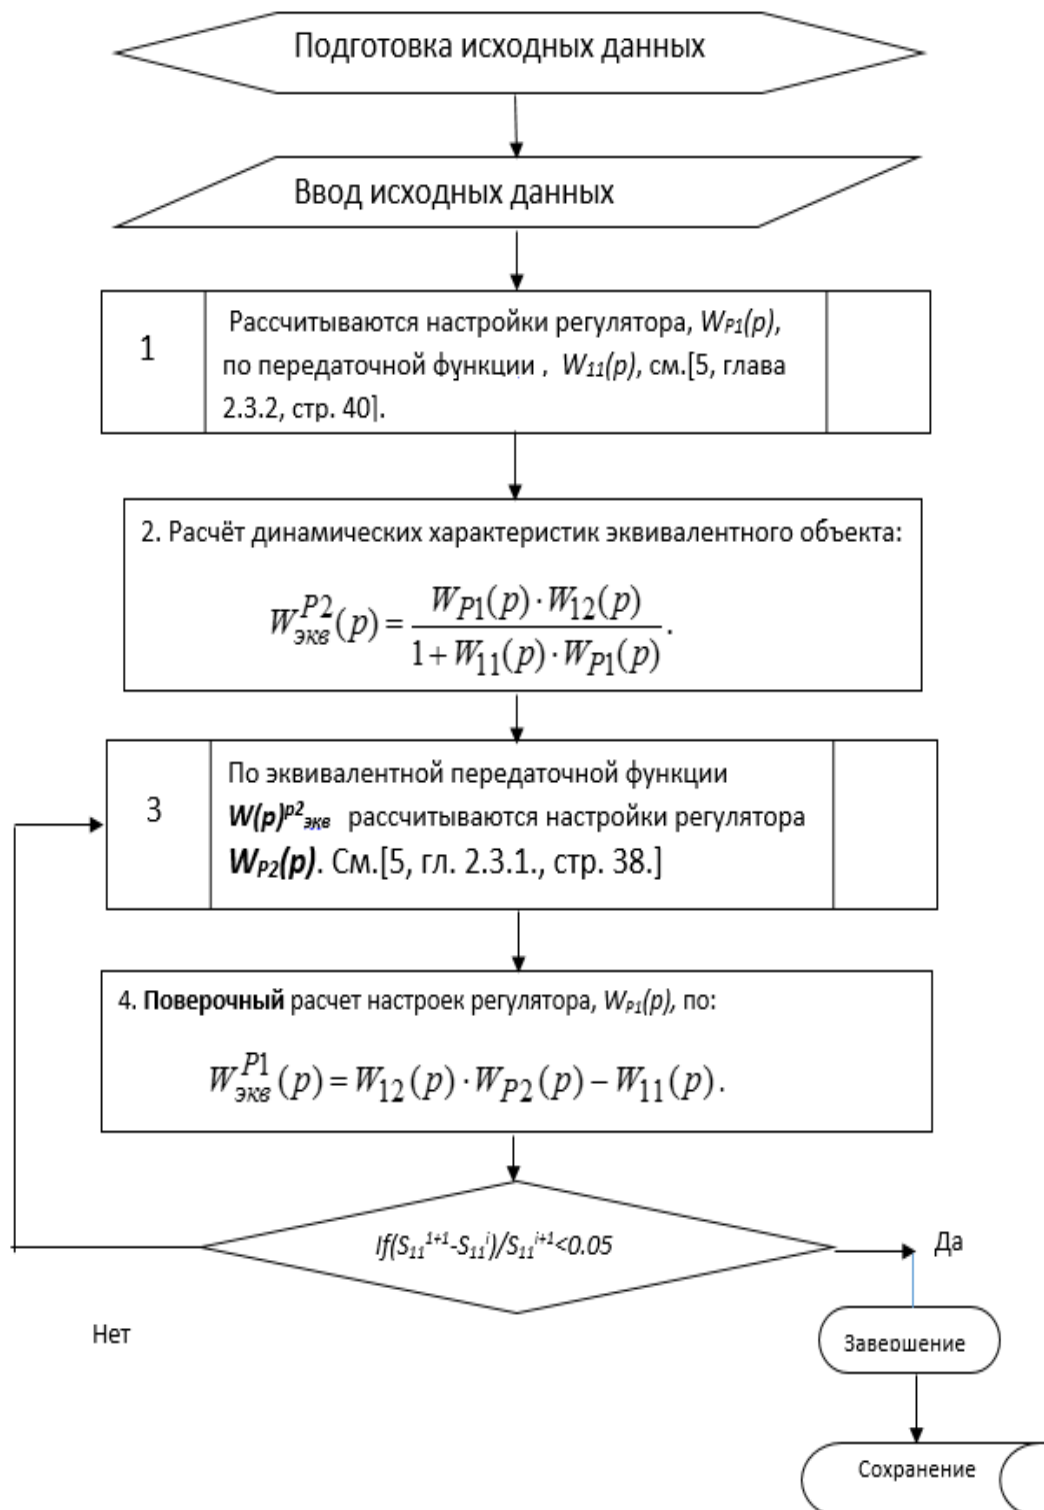 Подготовка исходных данных
Ввод исходных данных
1
Рассчитываются настройки регулятора, W_P1(p),
по передаточной функции , W_11(p), см.[5, глава
2.3.2, стр. 40].
2. Расчёт динамических характеристик эквивалентного объекта:
W_экв^P2(p) = (W_P1(p)·W_12(p))/(1+W_11(p)·W_P1(p)).
3
По эквивалентной передаточной функции
W(p)^p2_экв рассчитываются настройки регулятора
W_P2(p). См.[5, гл. 2.3.1., стр. 38.]
4. Поверочный расчет настроек регулятора, W_P1(p), по:
W_экв^P1(p) = W_12(p)·W_P2(p) − W_11(p).
If(S_11^1+1-S_11^i)/S_11^i+1<0.05
Да
Нет
Завершение
Сохранение